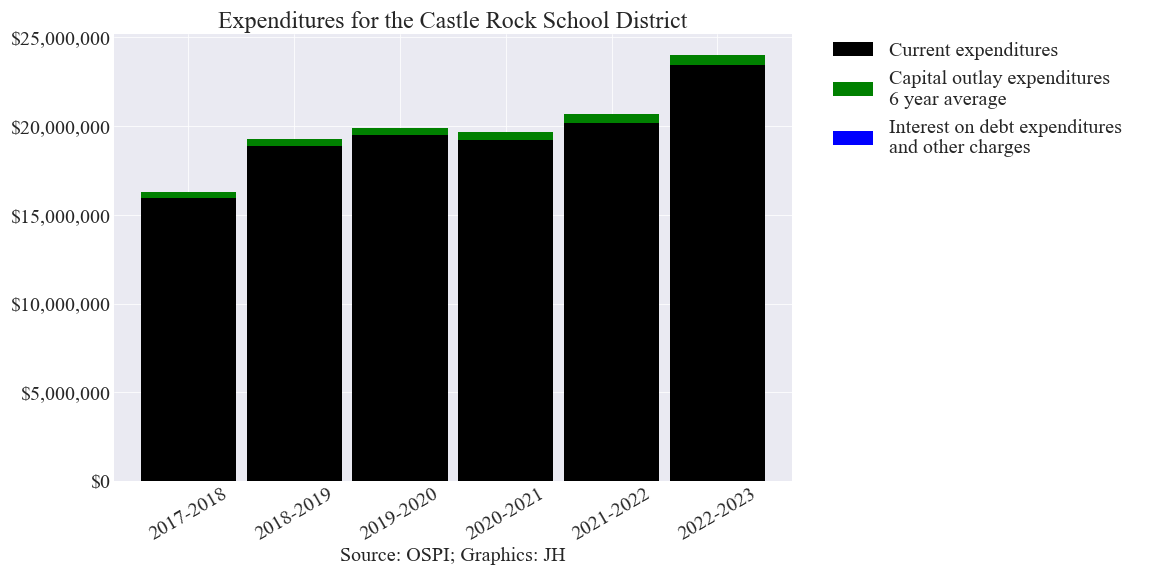 Expenditures for the Castle Rock School District
$25,000,000
$20,000,000
$15,000,000
$10,000,000
$5,000,000
$0
2017-2018
2018-2019
2019-2020
2020-2021
2021-2022
2022-2023
Source: OSPI; Graphics: JH
Current expenditures
Capital outlay expenditures
6 year average
Interest on debt expenditures
and other charges